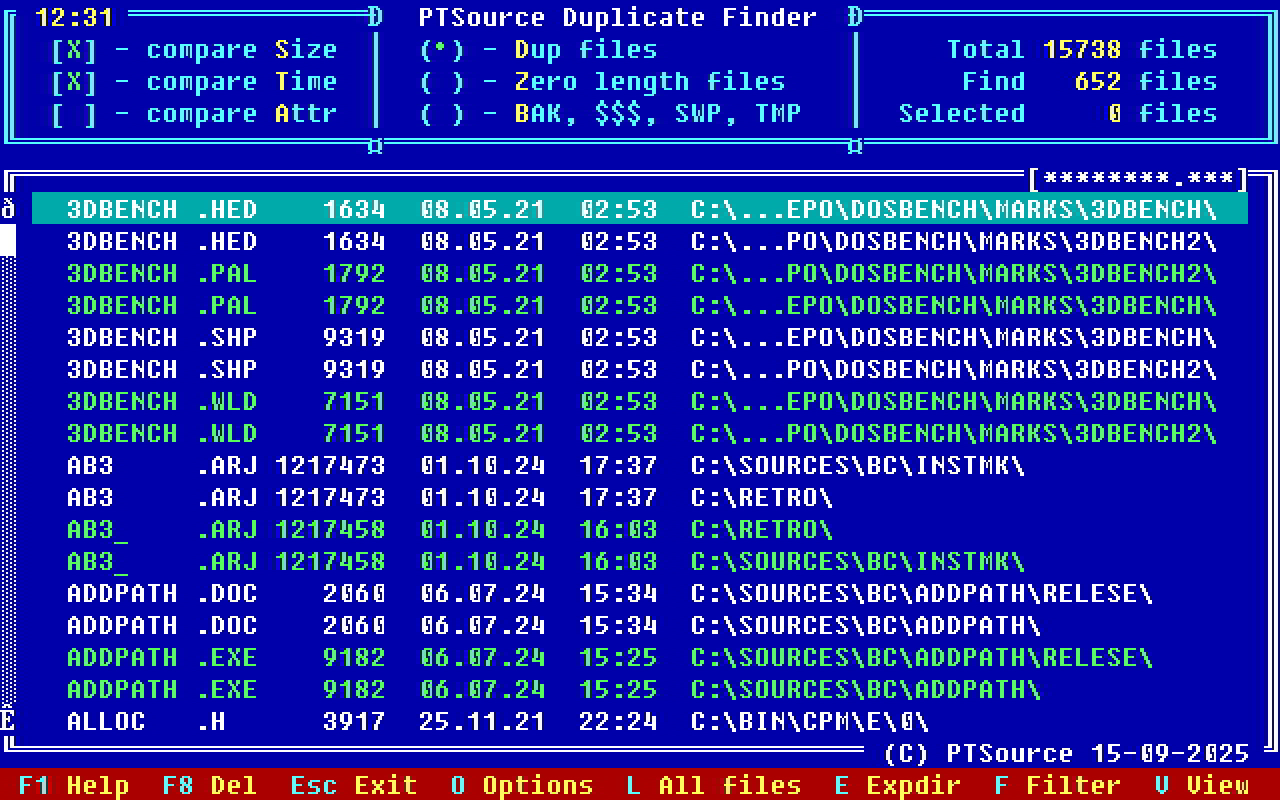 12:31 PTSource Duplicate Finder
[X] - compare Size (•) - Dup files Total 15738 files
[X] - compare Time ( ) - Zero length files Find 652 files
[ ] - compare Attr ( ) - BAK, $$$, SWP, TMP Selected 0 files
[********.***]
3DBENCH .HED 1634 08.05.21 02:53 C:\...EPO\DOSBENCH\MARKS\3DBENCH\
3DBENCH .HED 1634 08.05.21 02:53 C:\...PO\DOSBENCH\MARKS\3DBENCH2\
3DBENCH .PAL 1792 08.05.21 02:53 C:\...PO\DOSBENCH\MARKS\3DBENCH2\
3DBENCH .PAL 1792 08.05.21 02:53 C:\...EPO\DOSBENCH\MARKS\3DBENCH\
3DBENCH .SHP 9319 08.05.21 02:53 C:\...EPO\DOSBENCH\MARKS\3DBENCH\
3DBENCH .SHP 9319 08.05.21 02:53 C:\...PO\DOSBENCH\MARKS\3DBENCH2\
3DBENCH .WLD 7151 08.05.21 02:53 C:\...EPO\DOSBENCH\MARKS\3DBENCH\
3DBENCH .WLD 7151 08.05.21 02:53 C:\...PO\DOSBENCH\MARKS\3DBENCH2\
AB3 .ARJ 1217473 01.10.24 17:37 C:\SOURCES\BC\INSTMK\
AB3 .ARJ 1217473 01.10.24 17:37 C:\RETRO\
AB3_ .ARJ 1217458 01.10.24 16:03 C:\RETRO\
AB3_ .ARJ 1217458 01.10.24 16:03 C:\SOURCES\BC\INSTMK\
ADDPATH .DOC 2060 06.07.24 15:34 C:\SOURCES\BC\ADDPATH\RELESE\
ADDPATH .DOC 2060 06.07.24 15:34 C:\SOURCES\BC\ADDPATH\
ADDPATH .EXE 9182 06.07.24 15:25 C:\SOURCES\BC\ADDPATH\RELESE\
ADDPATH .EXE 9182 06.07.24 15:25 C:\SOURCES\BC\ADDPATH\
ALLOC .H 3917 25.11.21 22:24 C:\BIN\CPM\E\0\
(C) PTSource 15-09-2025
F1 Help F8 Del Esc Exit O Options L All files E Expdir F Filter V View